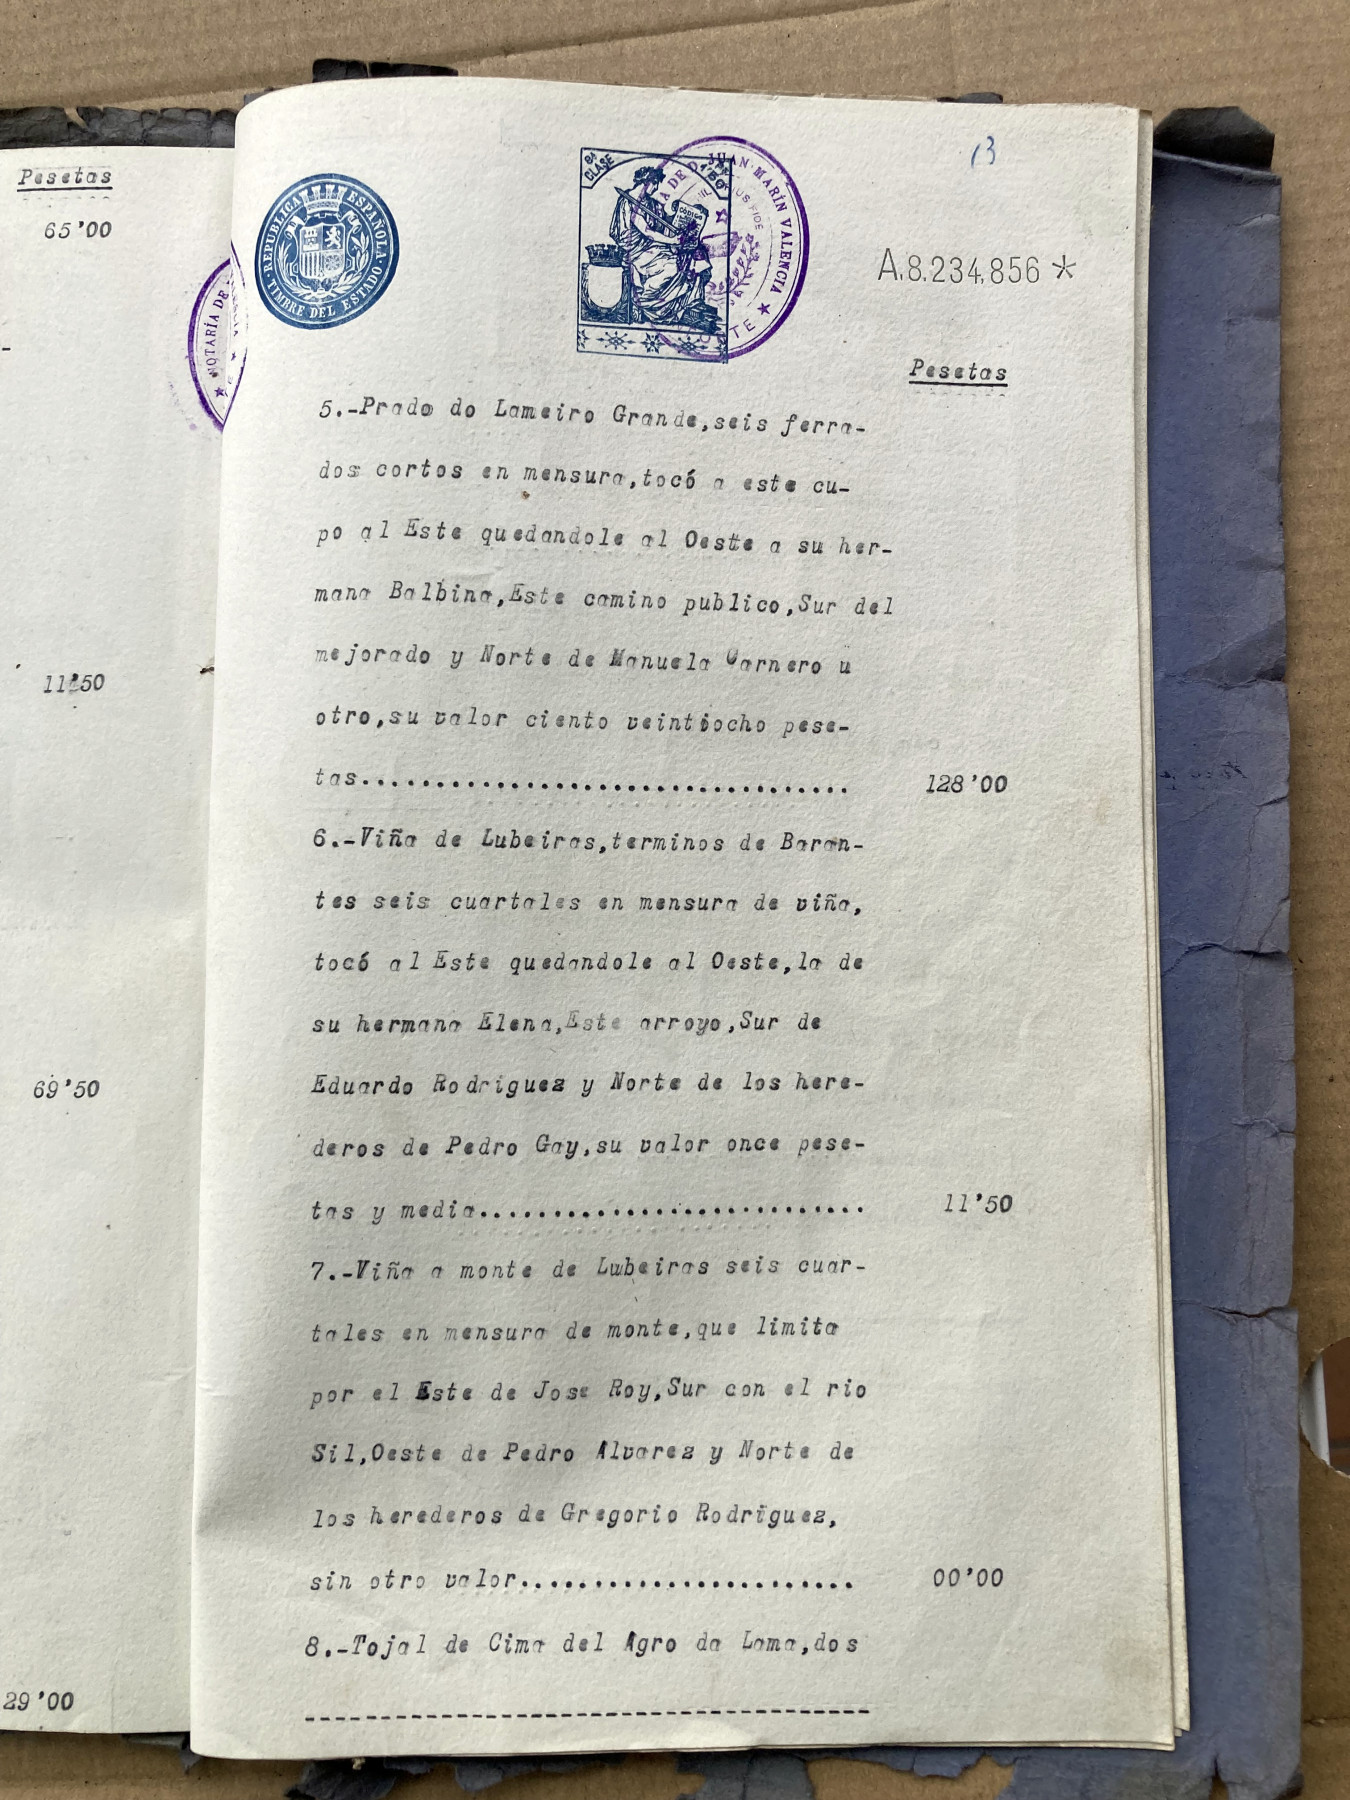 Pesetas
65'00
-
11'50
69'50
29'00
NOTARÍA DE
REPUBLICA ESPAÑOLA
TIMBRE DEL ESTADO
8ª CLASE
CÓDIGO
JUAN MARÍN VALENCIA
13
A.8.234,856 *
Pesetas
5.-Prado do Lameiro Grande,seis ferra-
dos cortos en mensura,tocó a este cu-
po al Este quedandole al Oeste a su her-
mana Balbina,Este camino publico,Sur del
mejorado y Norte de Manuela Carnero u
otro,su valor ciento veintiocho pese-
tas.................................. 128'00
6.-Viña de Lubeiras,terminos de Baran-
tes seis cuartales en mensura de viña,
tocó al Este quedandole al Oeste,la de
su hermana Elena,Este arroyo,Sur de
Eduardo Rodriguez y Norte de los here-
deros de Pedro Gay,su valor once pese-
tas y media........................... 11'50
7.-Viña a monte de Lubeiras seis cuar-
tales en mensura de monte,que limita
por el Este de Jose Roy,Sur con el rio
Sil,Oeste de Pedro Alvarez y Norte de
los herederos de Gregorio Rodriguez,
sin otro valor....................... 00'00
8.-Tojal de Cima del Agro da Lama,dos
---------------------------------------